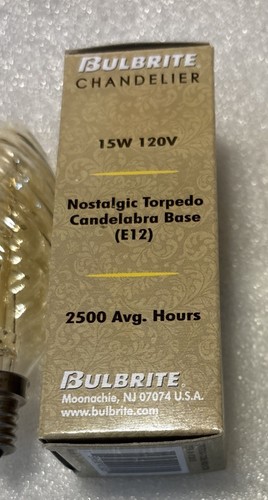 BULBRITE
CHANDELIER
15W 120V
Nostalgic Torpedo
Candelabra Base
(E12)
2500 Avg. Hours
BULBRITE
Moonachie, NJ 07074 U.S.A.
www.bulbrite.com